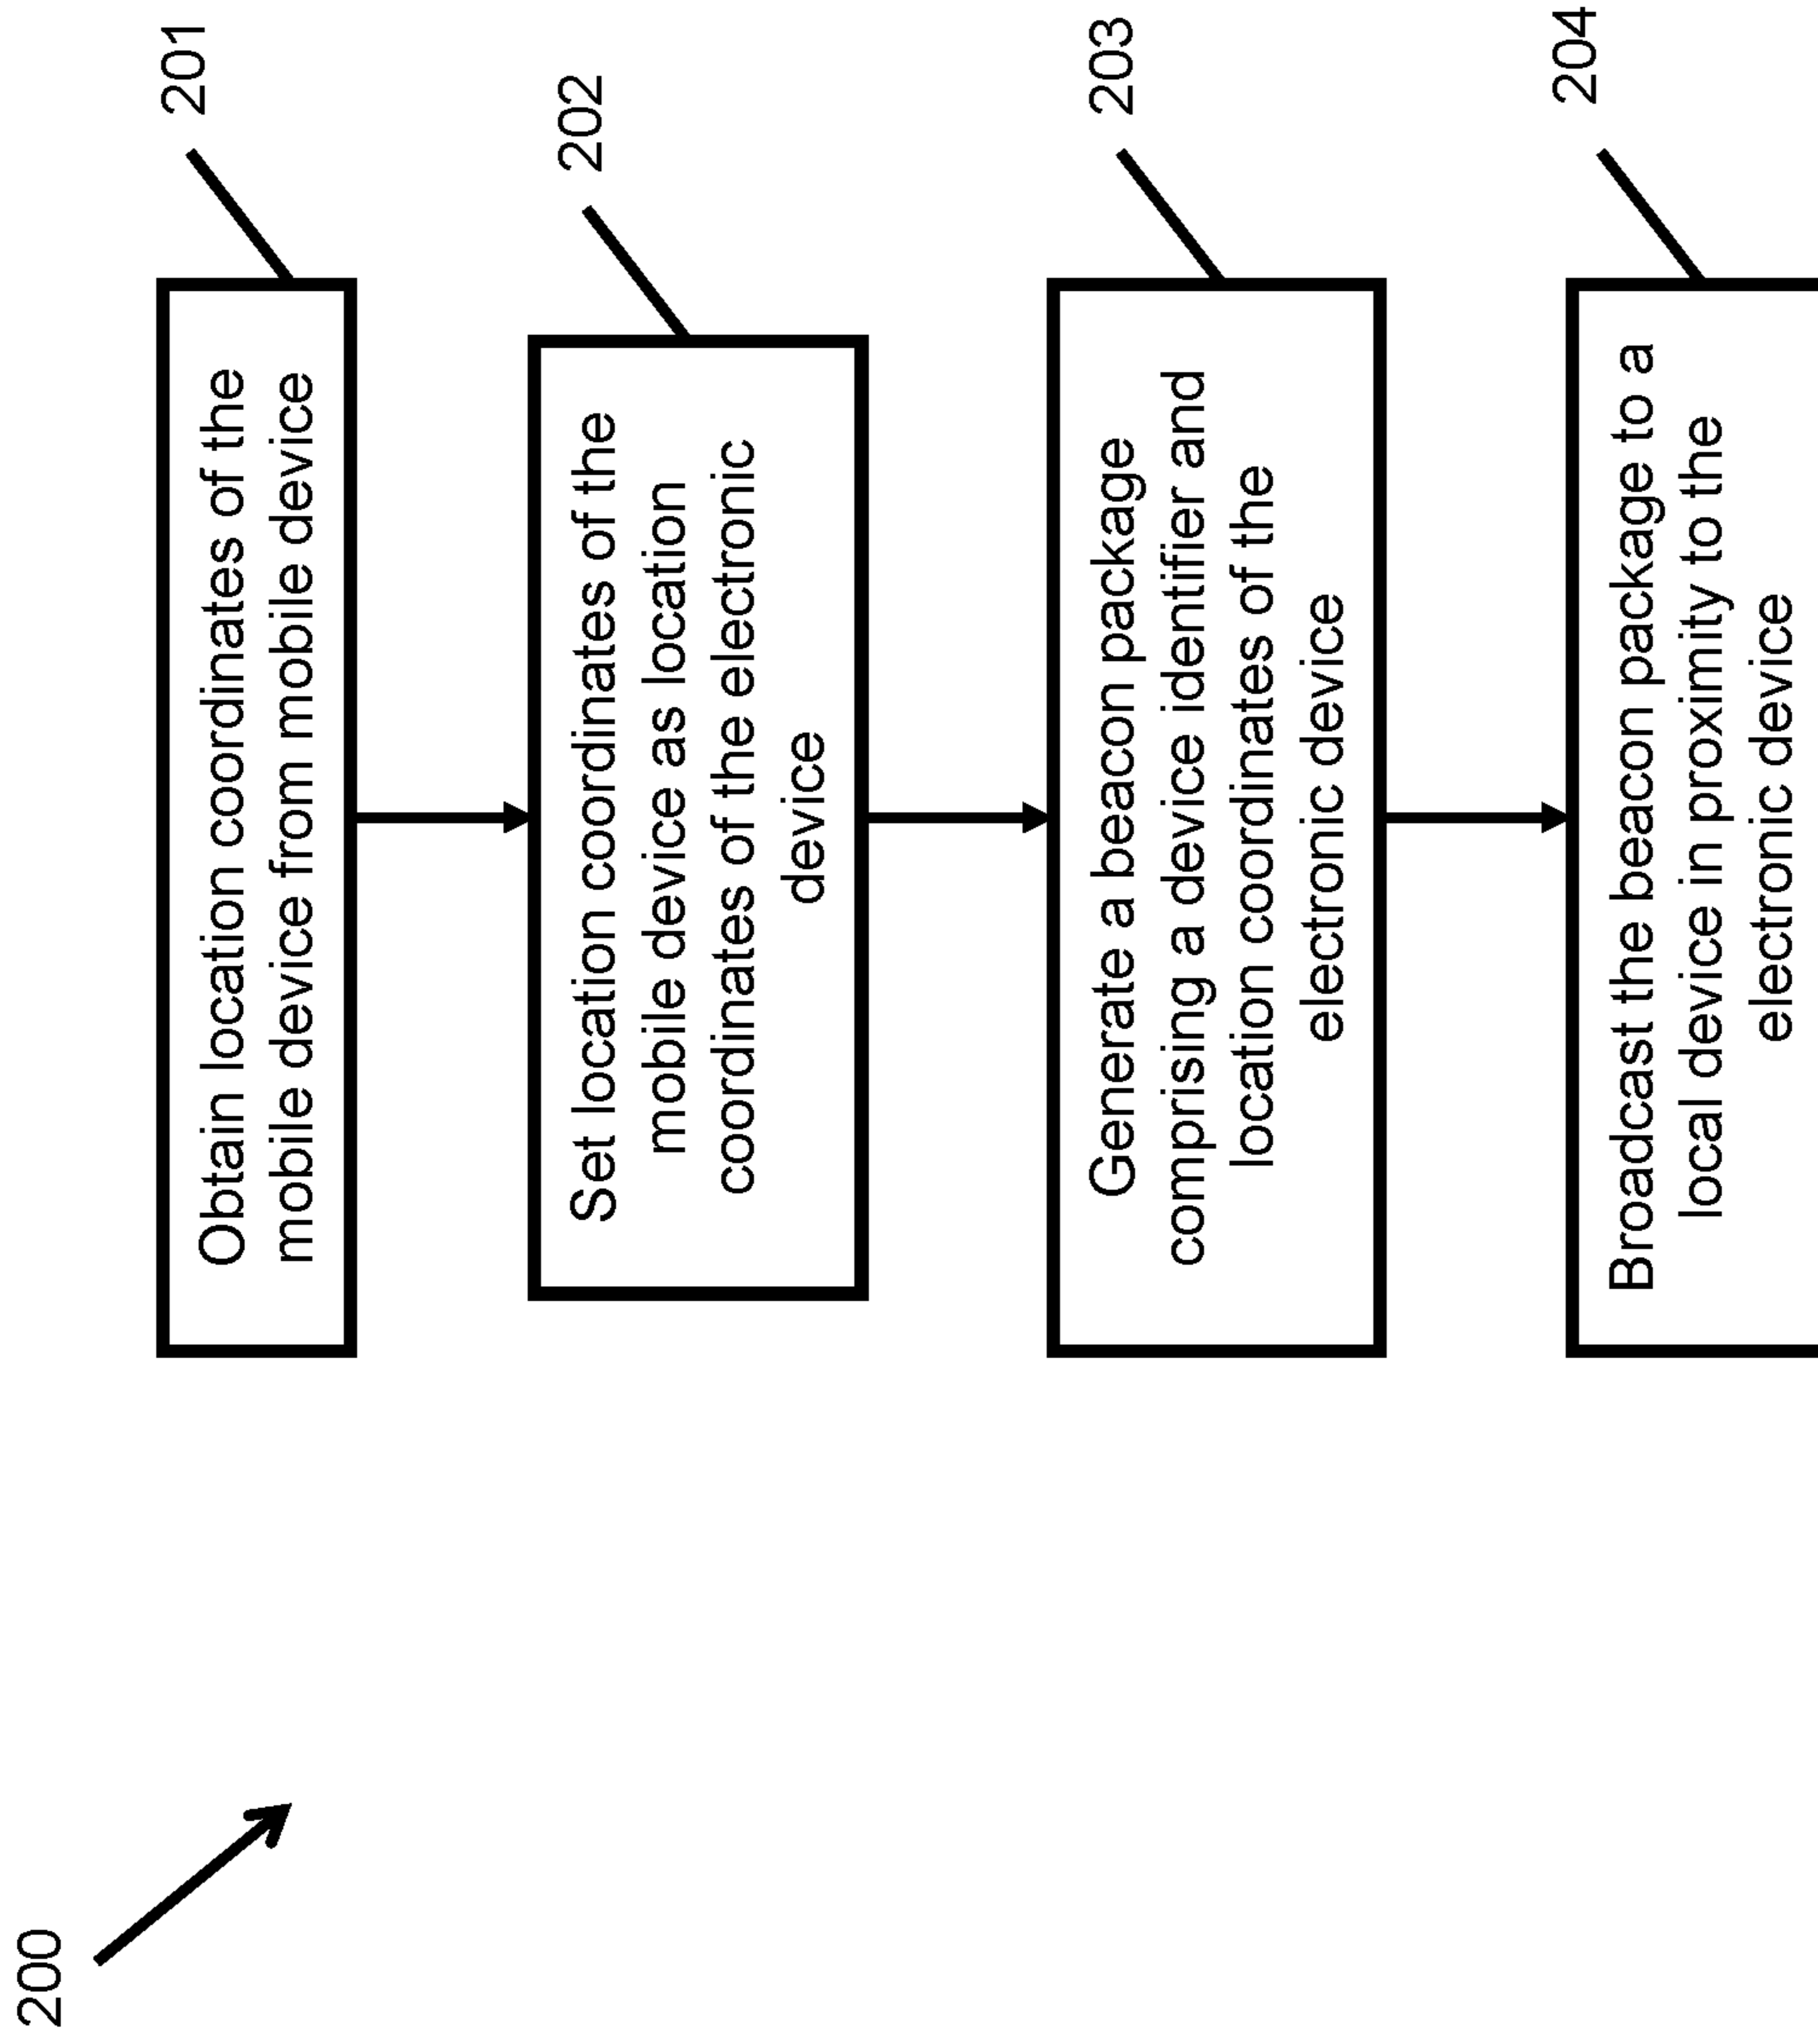 200
201
Obtain location coordinates of the
mobile device from mobile device
202
Set location coordinates of the
mobile device as location
coordinates of the electronic
device
203
Generate a beacon package
comprising a device identifier and
location coordinates of the
electronic device
204
Broadcast the beacon package to a
local device in proximity to the
electronic device